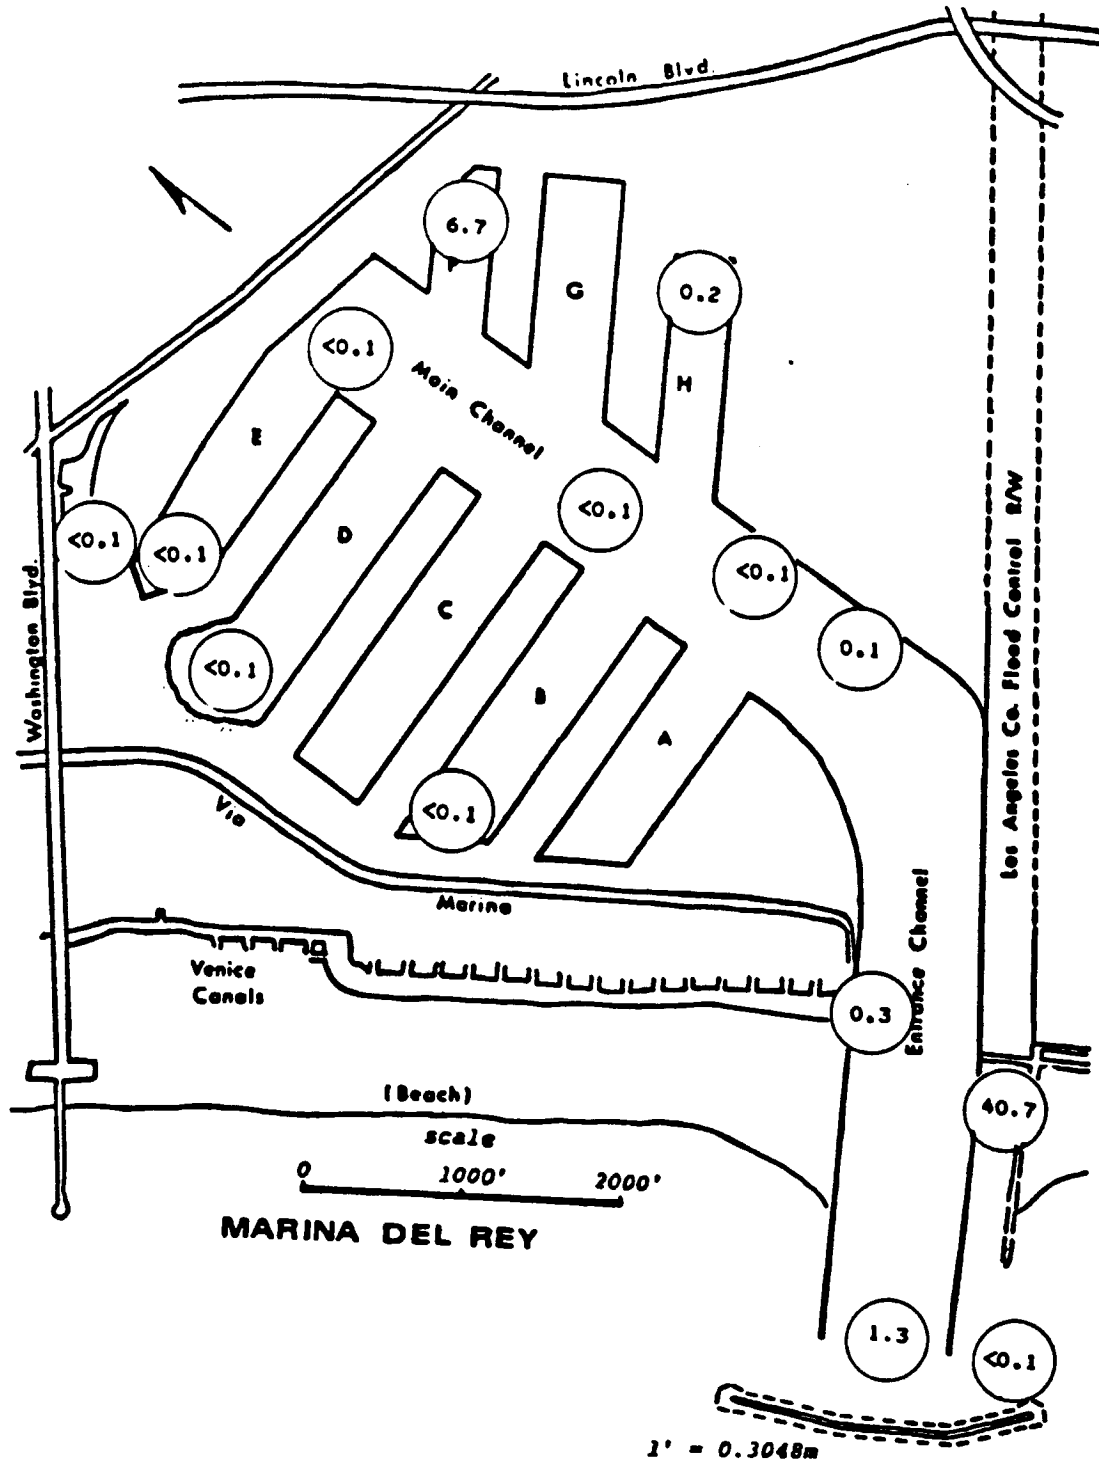 Lincoln Blvd.
6.7
F
G
0.2
<0.1
Main Channel
H
E
<0.1
D
<0.1
<0.1
<0.1
C
0.1
<0.1
B
A
<0.1
Washington Blvd.
Los Angeles Co. Flood Control R/W
Via
Marina
Entrance Channel
Venice
Canals
0.3
(Beach)
40.7
scale
0 1000' 2000'
MARINA DEL REY
1.3
<0.1
1' = 0.3048m